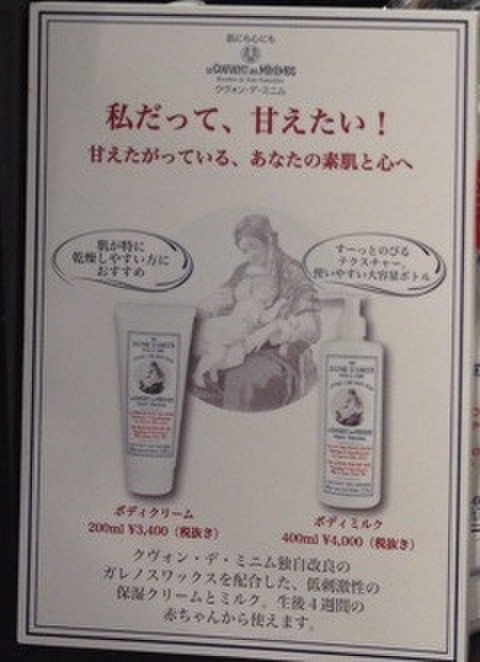 肌にも心にも
LE COUVENT DES MINIMES
クヴォン・デ・ミニム
私だって、甘えたい！
甘えたがっている、あなたの素肌と心へ
肌が特に
乾燥しやすい方に
おすすめ
すーっとのびる
テクスチャー。
使いやすい大容量ボトル
ボディクリーム
200ml ¥3,400（税抜き）
ボディミルク
400ml ¥4,000（税抜き）
クヴォン・デ・ミニム独自改良の
ガレノスワックスを配合した、低刺激性の
保湿クリームとミルク。生後4週間の
赤ちゃんから使えます。